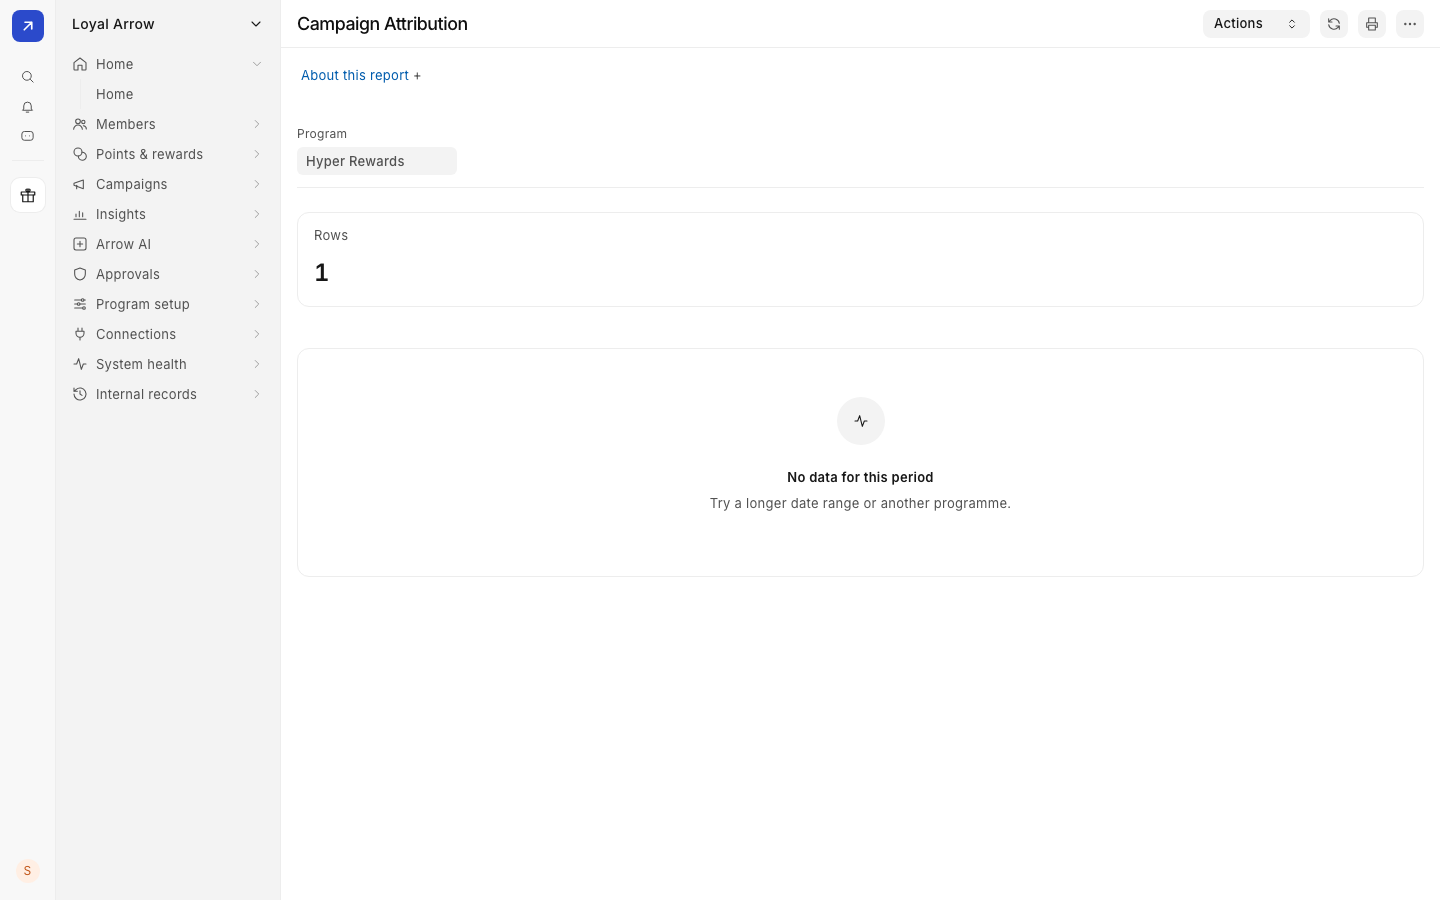 Loyal Arrow
Home
Home
Members
Points & rewards
Campaigns
Insights
Arrow AI
Approvals
Program setup
Connections
System health
Internal records
S
Campaign Attribution
Actions
About this report +
Program
Hyper Rewards
Rows
1
No data for this period
Try a longer date range or another programme.